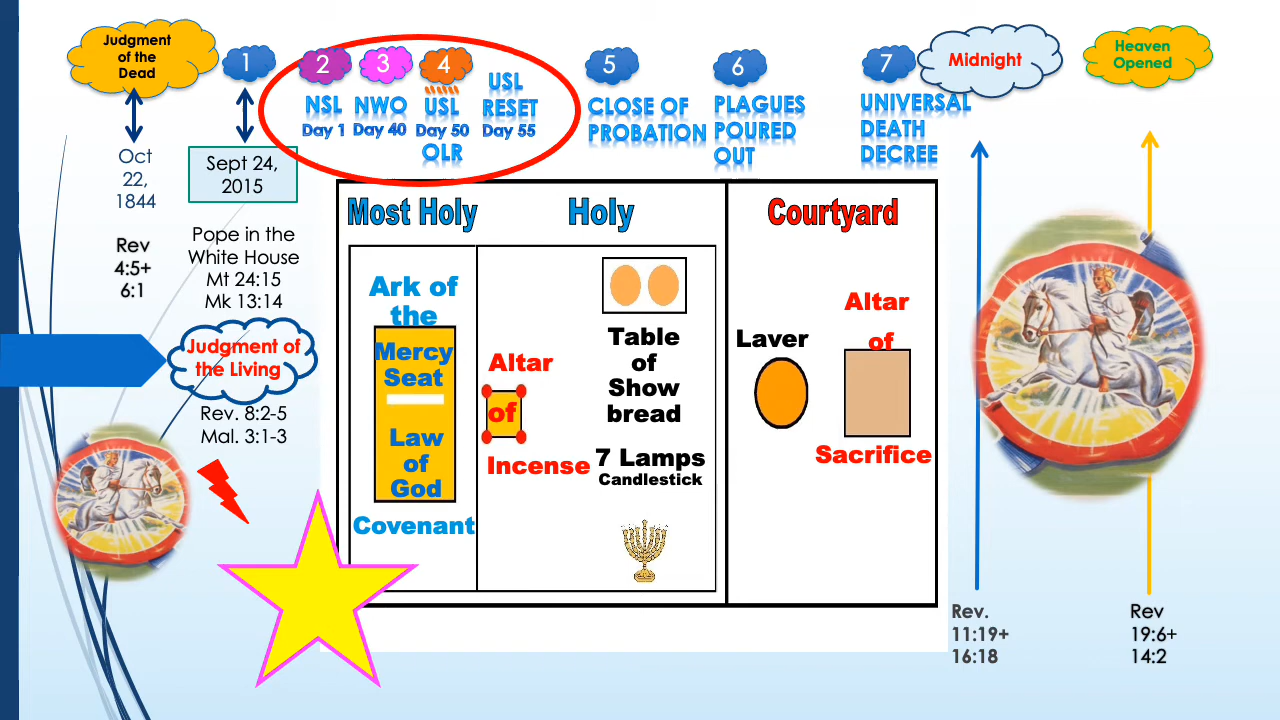 Judgment
of the
Dead
Oct
22,
1844
Rev
4:5+
6:1
1
Sept 24,
2015
Pope in the
White House
Mt 24:15
Mk 13:14
Judgment of
the Living
Rev. 8:2-5
Mal. 3:1-3
2
NSL
Day 1
3
NWO
Day 40
4
USL
Day 50
OLR
USL
RESET
Day 55
5
CLOSE OF
PROBATION
6
PLAGUES
POURED
OUT
7
UNIVERSAL
DEATH
DECREE
Midnight
Heaven
Opened
Most Holy
Holy
Courtyard
Ark of
the
Mercy
Seat
Law
of
God
Covenant
Altar
of
Incense
Table
of
Show
bread
7 Lamps
Candlestick
Laver
Altar
of
Sacrifice
Rev.
11:19+
16:18
Rev
19:6+
14:2